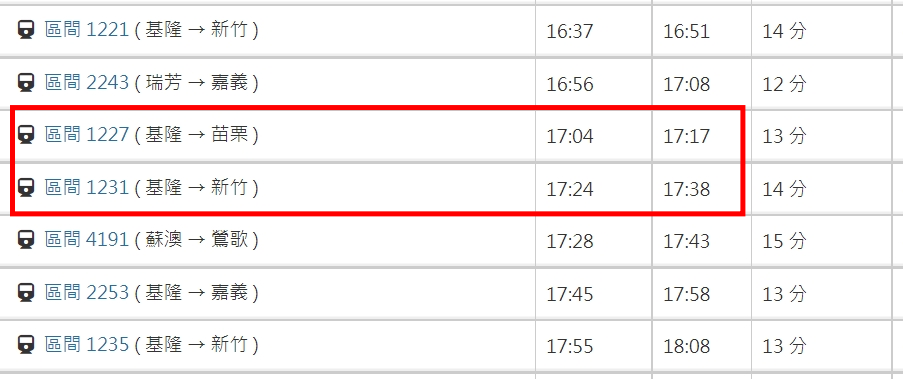 區間 1221 ( 基隆 → 新竹 ) 16:37 16:51 14 分
區間 2243 ( 瑞芳 → 嘉義 ) 16:56 17:08 12 分
區間 1227 ( 基隆 → 苗栗 ) 17:04 17:17 13 分
區間 1231 ( 基隆 → 新竹 ) 17:24 17:38 14 分
區間 4191 ( 蘇澳 → 鶯歌 ) 17:28 17:43 15 分
區間 2253 ( 基隆 → 嘉義 ) 17:45 17:58 13 分
區間 1235 ( 基隆 → 新竹 ) 17:55 18:08 13 分